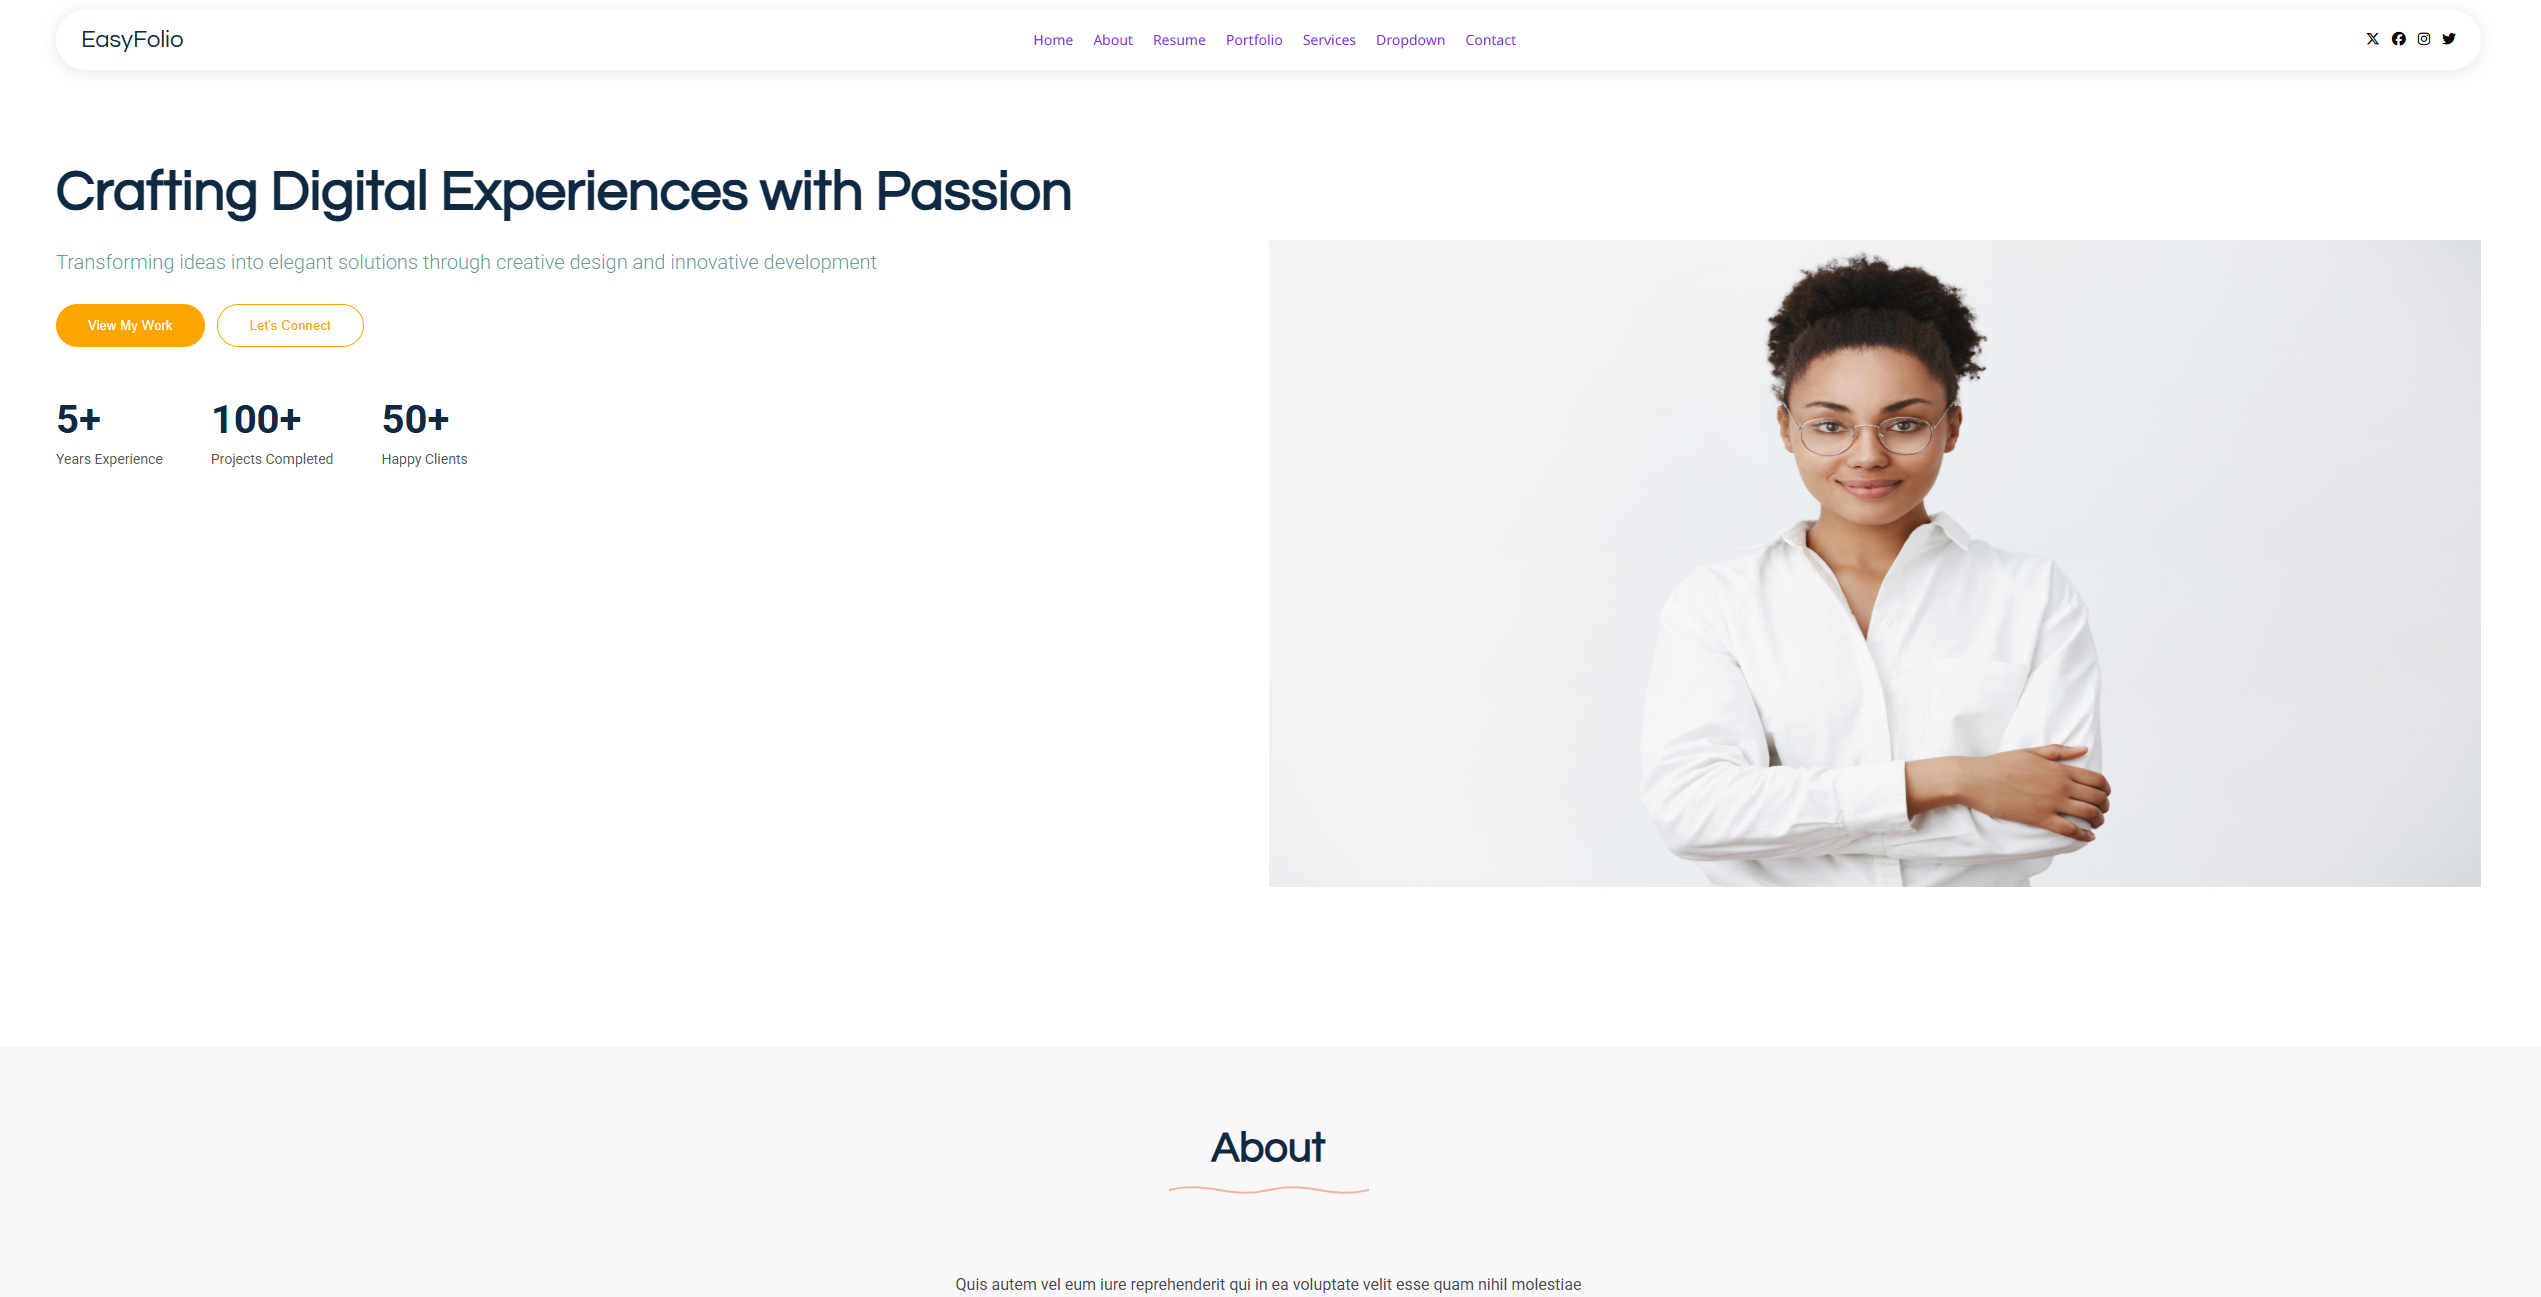 EasyFolio
Home About Resume Portfolio Services Dropdown Contact
Crafting Digital Experiences with Passion
Transforming ideas into elegant solutions through creative design and innovative development
View My Work Let's Connect
5+ 100+ 50+
Years Experience Projects Completed Happy Clients
About
Quis autem vel eum iure reprehenderit qui in ea voluptate velit esse quam nihil molestiae